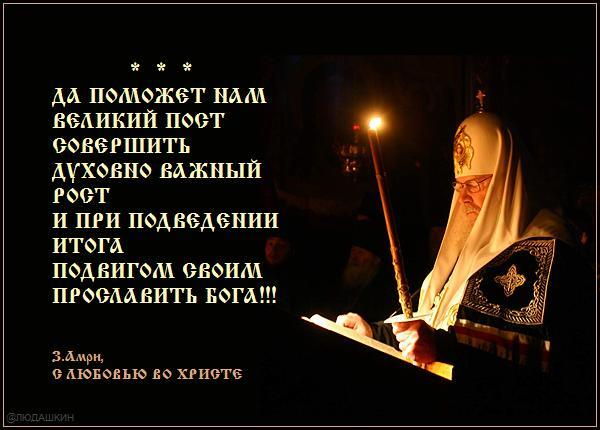 * * *
ДА ПОМОЖЕТ НАМ
ВЕЛИКИЙ ПОСТ
СОВЕРШИТЬ
ДУХОВНО ВАЖНЫЙ
РОСТ
И ПРИ ПОДВЕДЕНИИ
ИТОГА
ПОДВИГОМ СВОИМ
ПРОСЛАВИТЬ БОГА!!!
З.Амри,
С ЛЮБОВЬЮ ВО ХРИСТЕ
@ЛЮДАШКИН